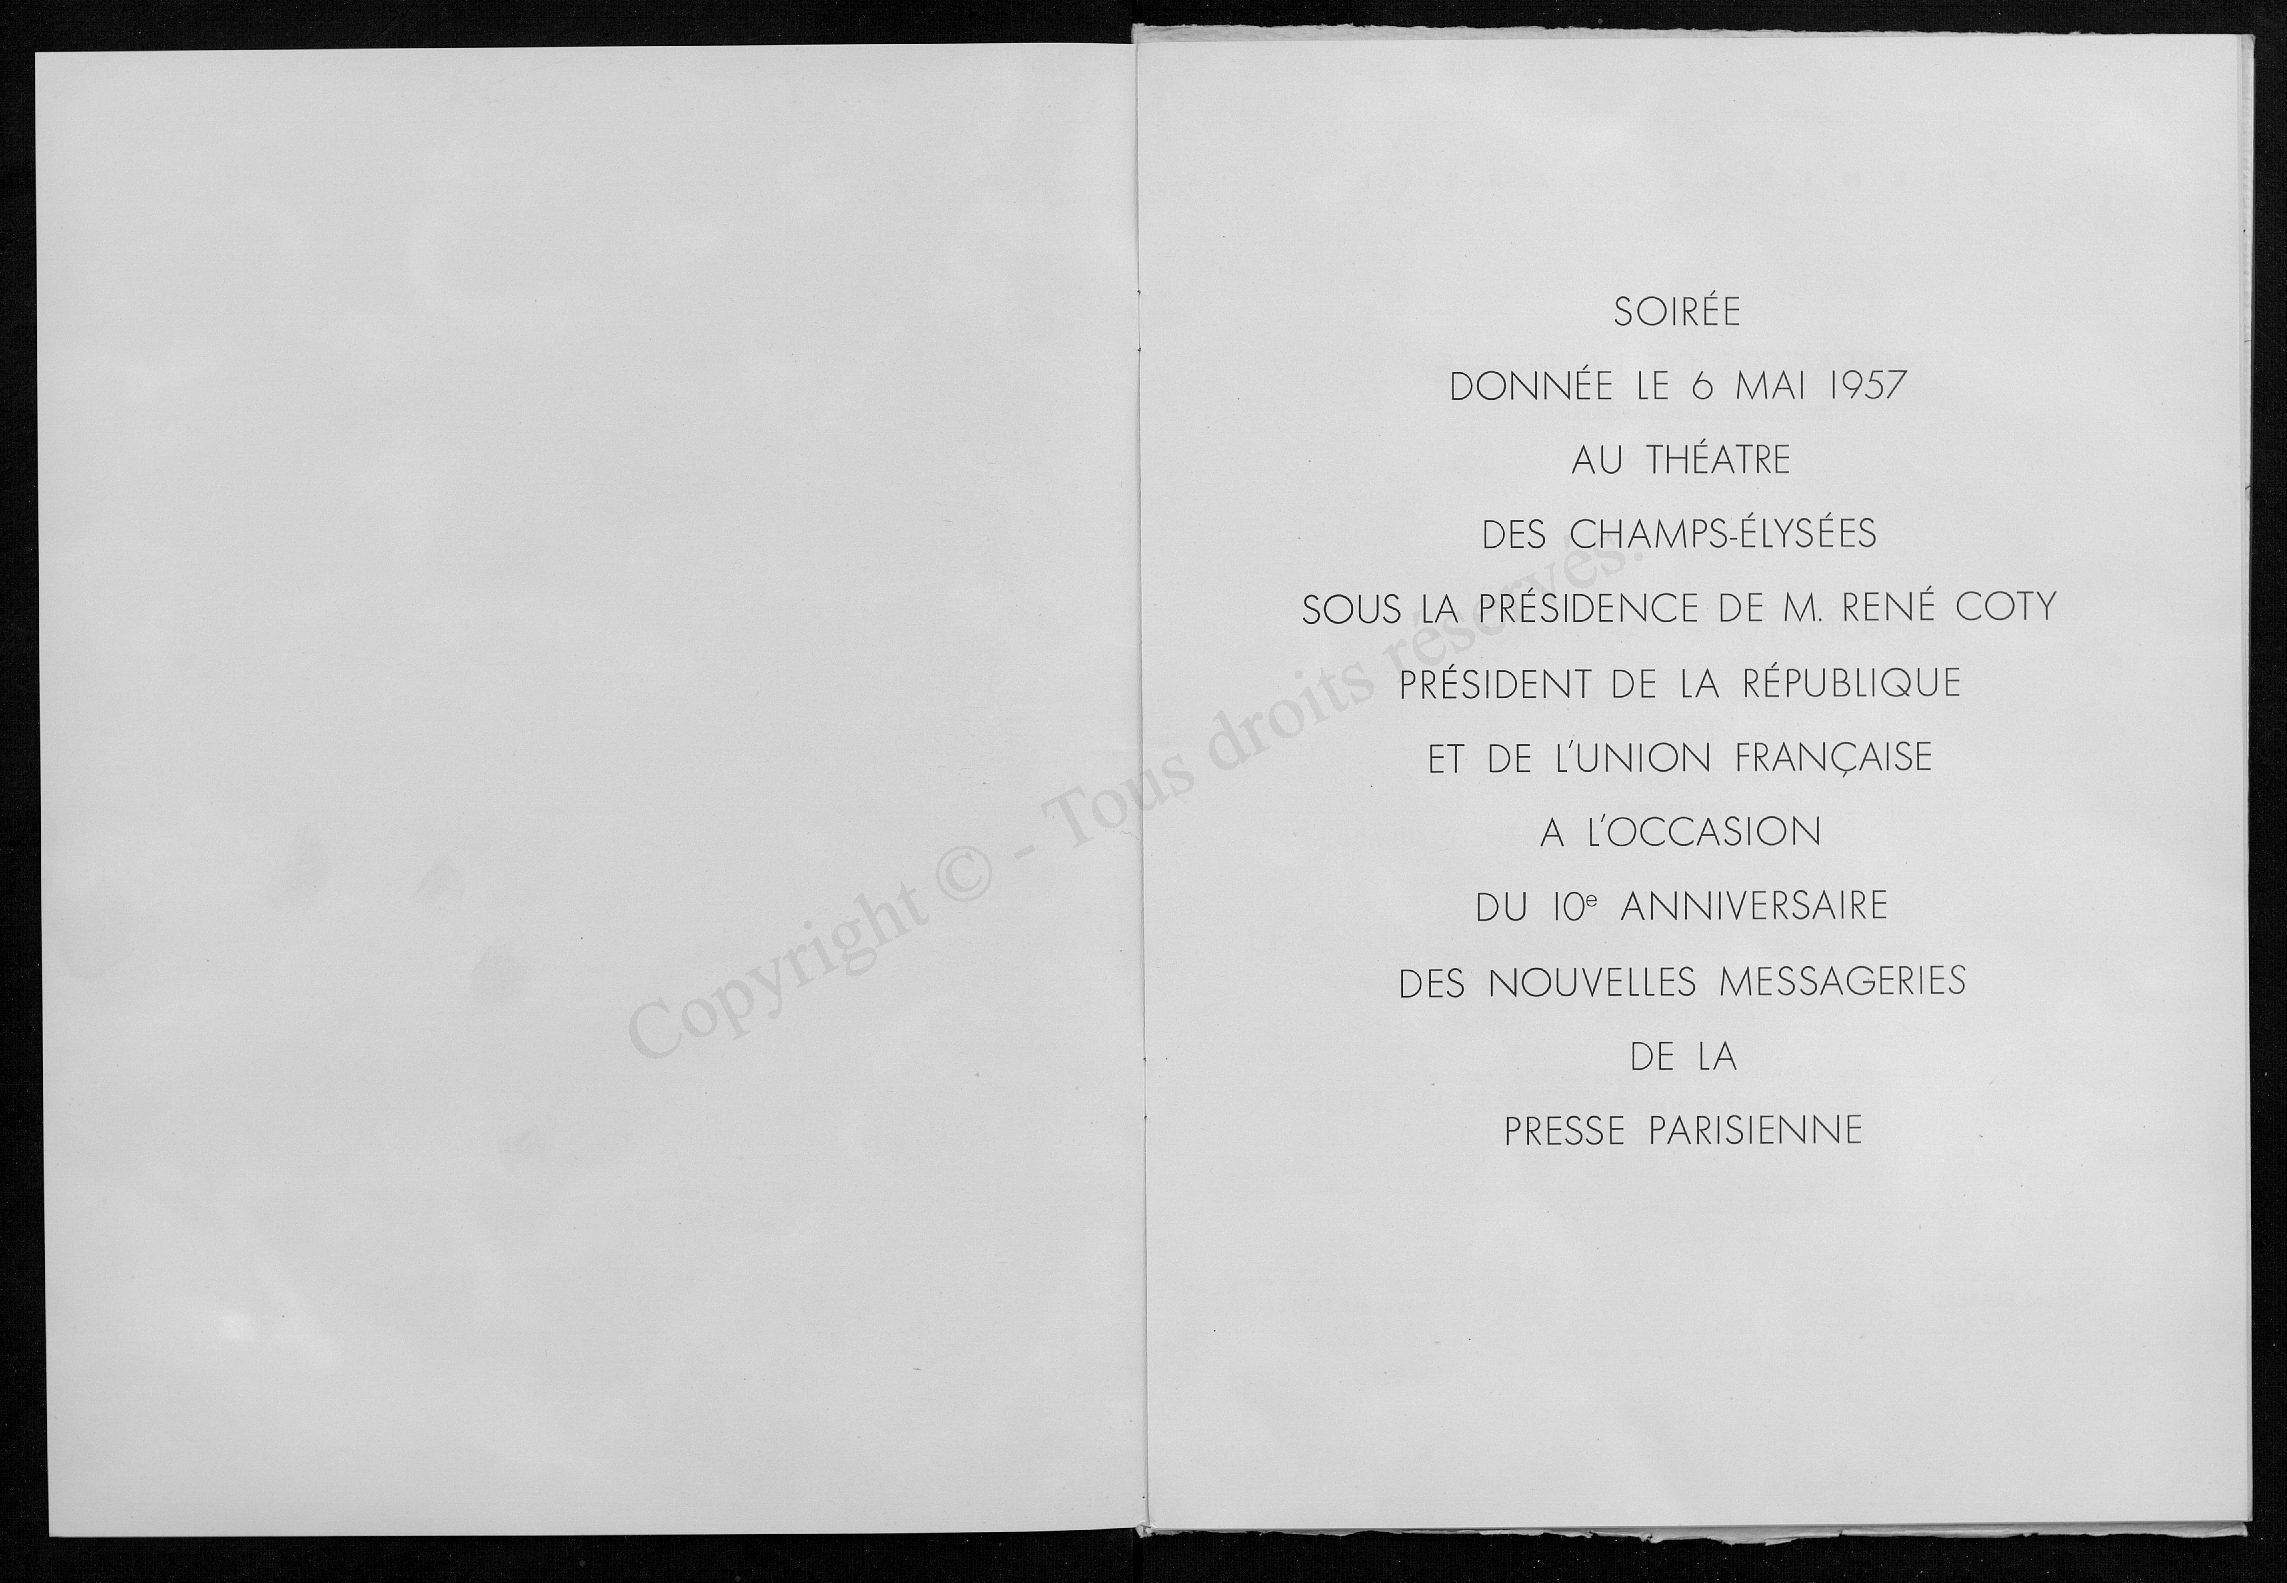 SOIRÉE
DONNÉE LE 6 MAI 1957
AU THÉATRE
DES CHAMPS-ÉLYSÉES
SOUS LA PRÉSIDENCE DE M. RENÉ COTY
PRÉSIDENT DE LA RÉPUBLIQUE
ET DE L'UNION FRANÇAISE
A L'OCCASION
DU 10e ANNIVERSAIRE
DES NOUVELLES MESSAGERIES
DE LA
PRESSE PARISIENNE
Copyright © - Tous droits réservés.